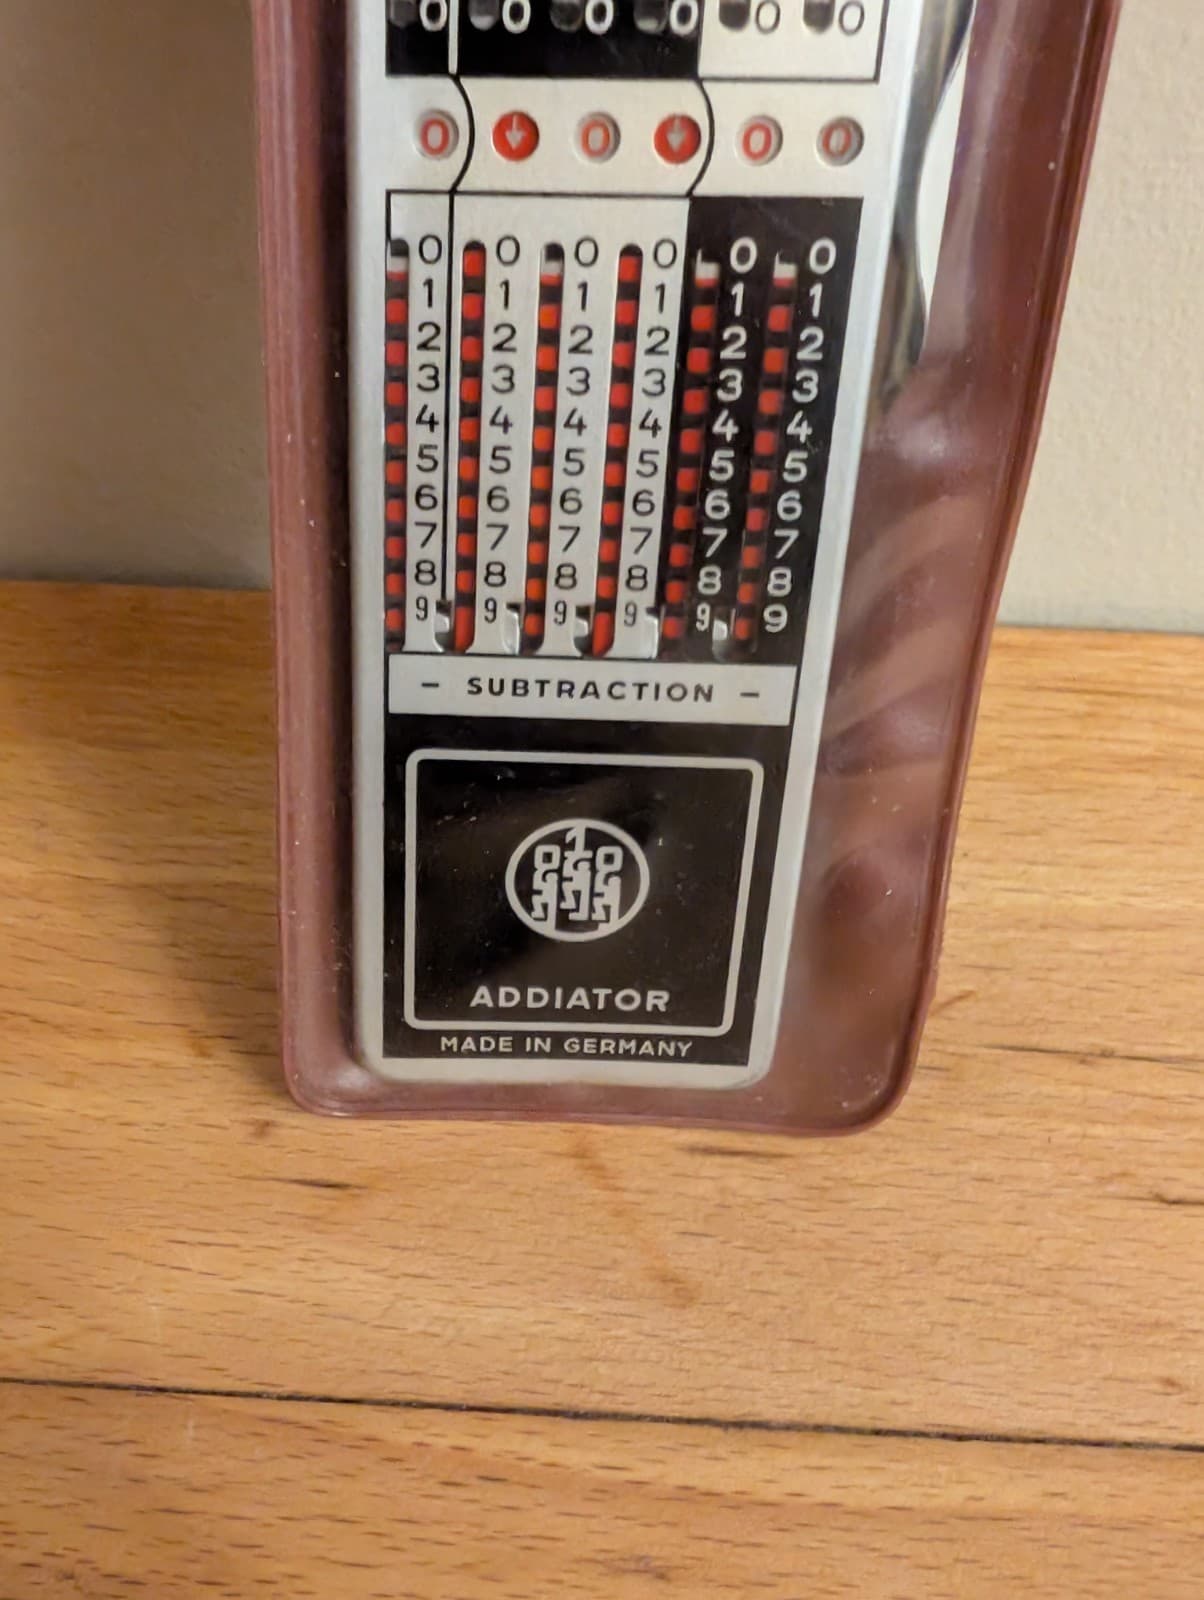 0 0 0 0 0 0
0 ↓ 0 ↓ 0 0
0 0 0 0 0 0
1 1 1 1 1 1
2 2 2 2 2 2
3 3 3 3 3 3
4 4 4 4 4 4
5 5 5 5 5 5
6 6 6 6 6 6
7 7 7 7 7 7
8 8 8 8 8 8
9 9 9 9 9 9
- SUBTRACTION -
ADDIATOR
MADE IN GERMANY